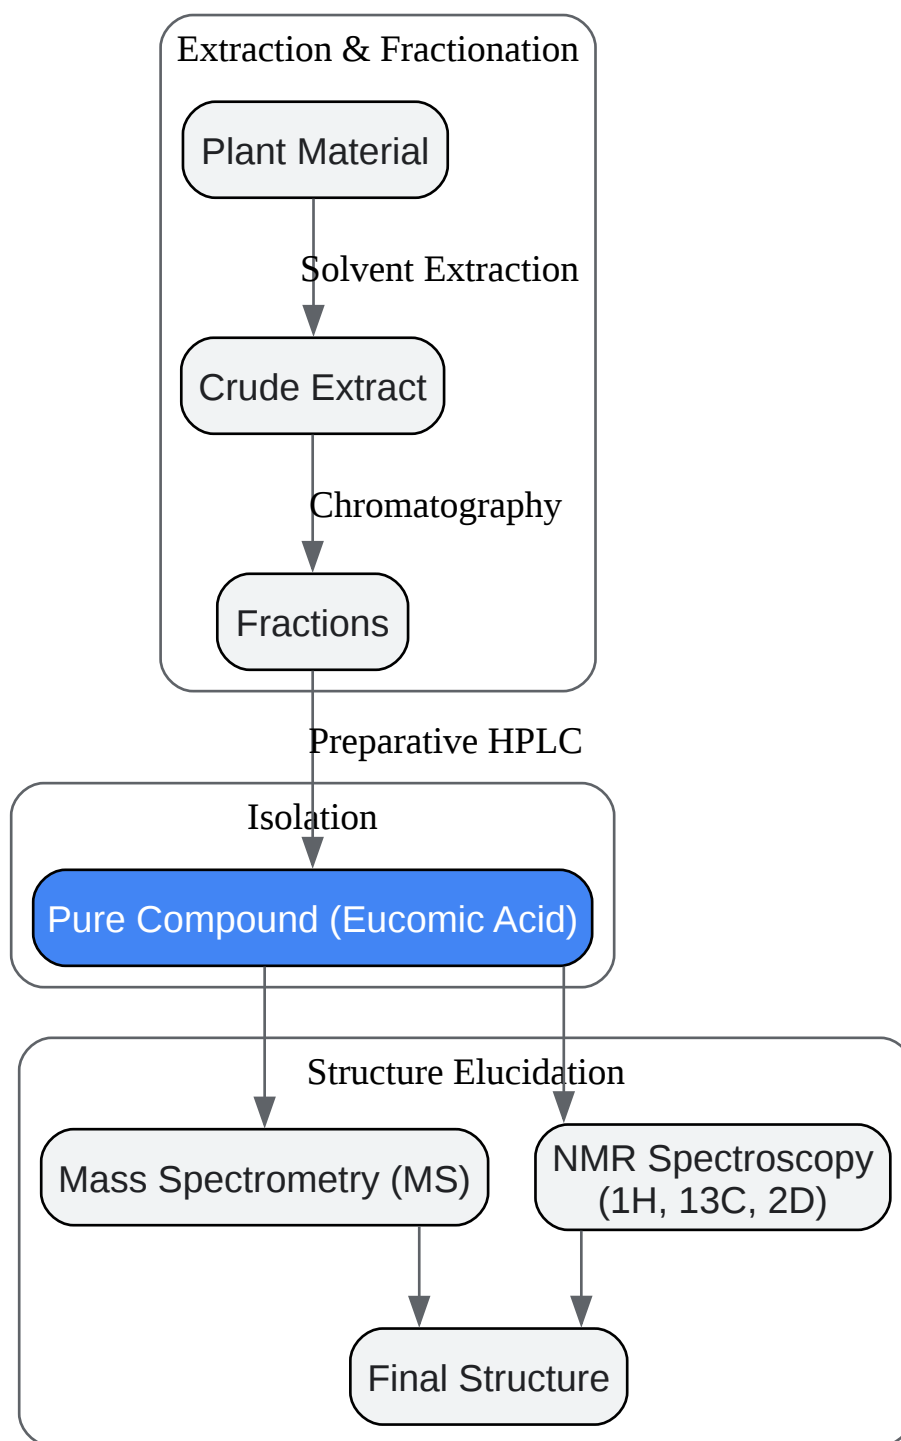 Extraction & Fractionation
Plant Material
Solvent Extraction
Crude Extract
Chromatography
Fractions
Preparative HPLC
Isolation
Pure Compound (Eucomic Acid)
Structure Elucidation
Mass Spectrometry (MS)
NMR Spectroscopy
(1H, 13C, 2D)
Final Structure